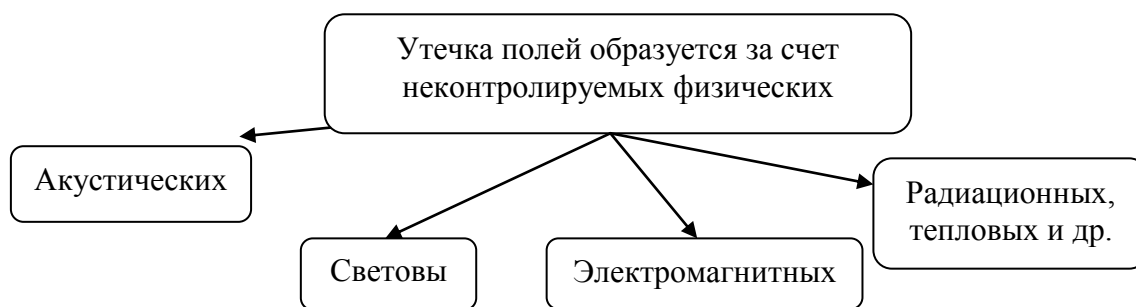 Утечка полей образуется за счет
неконтролируемых физических
Акустических
Радиационных,
тепловых и др.
Световы
Электромагнитных